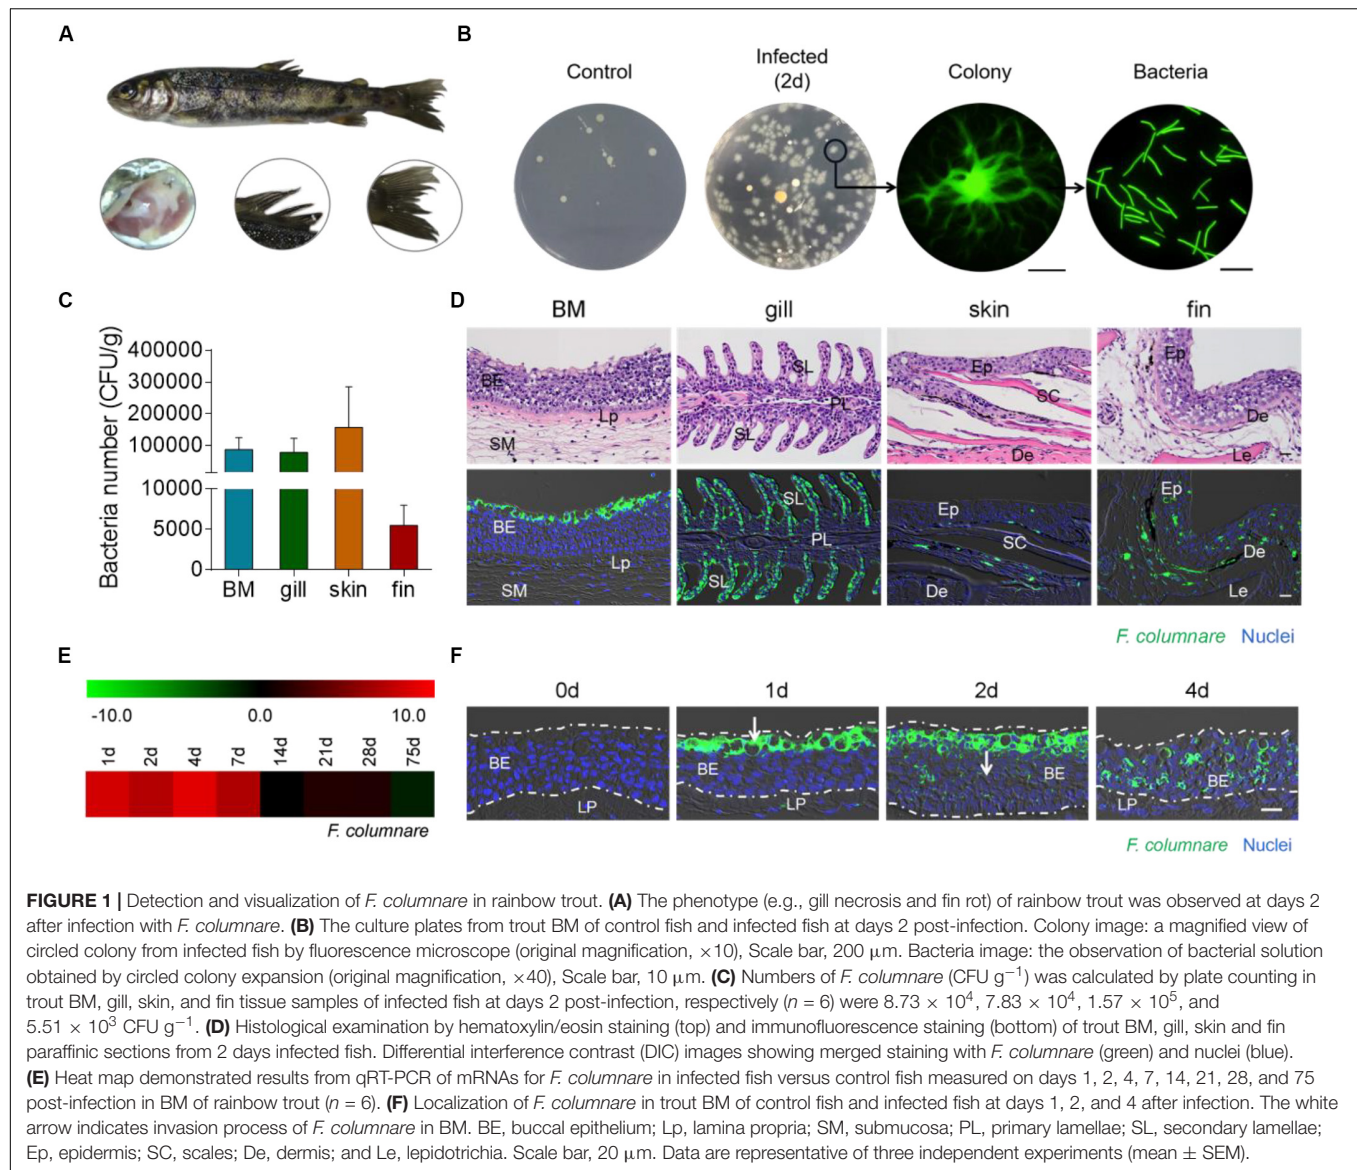 A
B
Control
Infected
(2d)
Colony
Bacteria
C
Bacteria number (CFU/g)
400000
300000
200000
100000
10000
5000
0
BM
gill
skin
fin
D
BM
gill
skin
fin
BE
Lp
SM
SL
PL
SL
Ep
SC
De
Ep
De
Le
BE
Lp
SM
SL
PL
SL
Ep
SC
De
Ep
De
Le
F. columnare Nuclei
E
-10.0 0.0 10.0
1d 2d 4d 7d 14d 21d 28d 75d
F. columnare
F
0d
1d
2d
4d
BE
LP
BE
LP
BE
BE
LP
F. columnare Nuclei
FIGURE 1 | Detection and visualization of F. columnare in rainbow trout. (A) The phenotype (e.g., gill necrosis and fin rot) of rainbow trout was observed at days 2
after infection with F. columnare. (B) The culture plates from trout BM of control fish and infected fish at days 2 post-infection. Colony image: a magnified view of
circled colony from infected fish by fluorescence microscope (original magnification, ×10), Scale bar, 200 μm. Bacteria image: the observation of bacterial solution
obtained by circled colony expansion (original magnification, ×40), Scale bar, 10 μm. (C) Numbers of F. columnare (CFU g⁻¹) was calculated by plate counting in
trout BM, gill, skin, and fin tissue samples of infected fish at days 2 post-infection, respectively (n = 6) were 8.73 × 10⁴, 7.83 × 10⁴, 1.57 × 10⁵, and
5.51 × 10³ CFU g⁻¹. (D) Histological examination by hematoxylin/eosin staining (top) and immunofluorescence staining (bottom) of trout BM, gill, skin and fin
paraffinic sections from 2 days infected fish. Differential interference contrast (DIC) images showing merged staining with F. columnare (green) and nuclei (blue).
(E) Heat map demonstrated results from qRT-PCR of mRNAs for F. columnare in infected fish versus control fish measured on days 1, 2, 4, 7, 14, 21, 28, and 75
post-infection in BM of rainbow trout (n = 6). (F) Localization of F. columnare in trout BM of control fish and infected fish at days 1, 2, and 4 after infection. The white
arrow indicates invasion process of F. columnare in BM. BE, buccal epithelium; Lp, lamina propria; SM, submucosa; PL, primary lamellae; SL, secondary lamellae;
Ep, epidermis; SC, scales; De, dermis; and Le, lepidotrichia. Scale bar, 20 μm. Data are representative of three independent experiments (mean ± SEM).